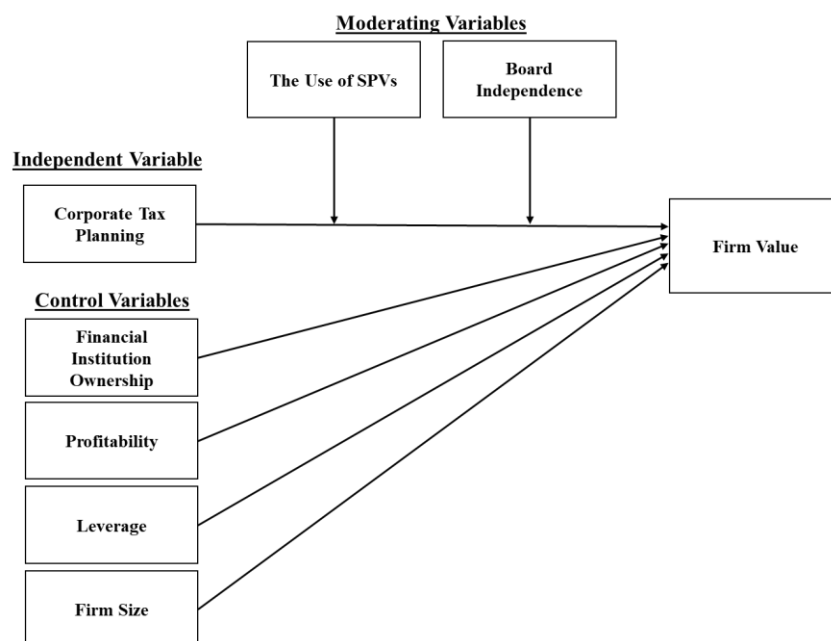 Moderating Variables
The Use of SPVs
Board
Independence
Independent Variable
Corporate Tax
Planning
Firm Value
Control Variables
Financial
Institution
Ownership
Profitability
Leverage
Firm Size